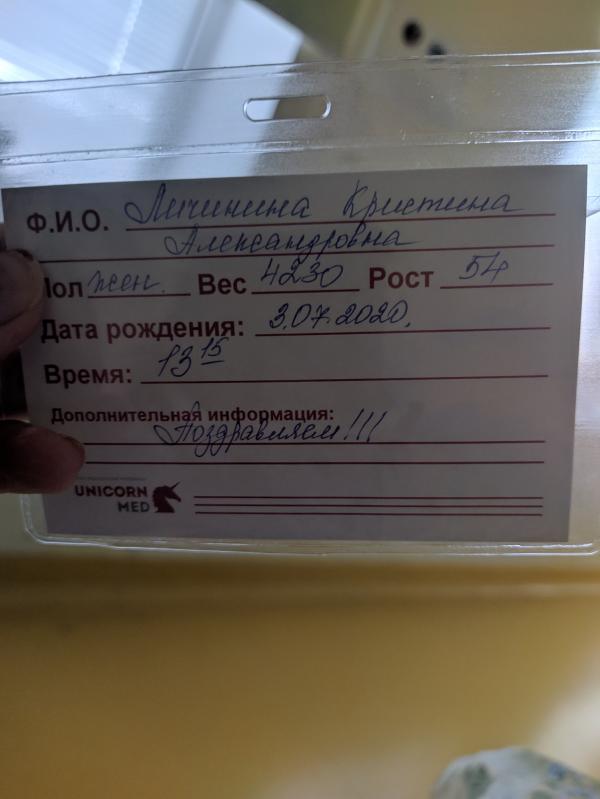 Ф.И.О. Личинина Кристина
Александровна
Пол жен. Вес 4230 Рост 54
Дата рождения: 3.07.2020.
Время: 13 15
Дополнительная информация:
Поздравляем!!!
UNICORN
MED